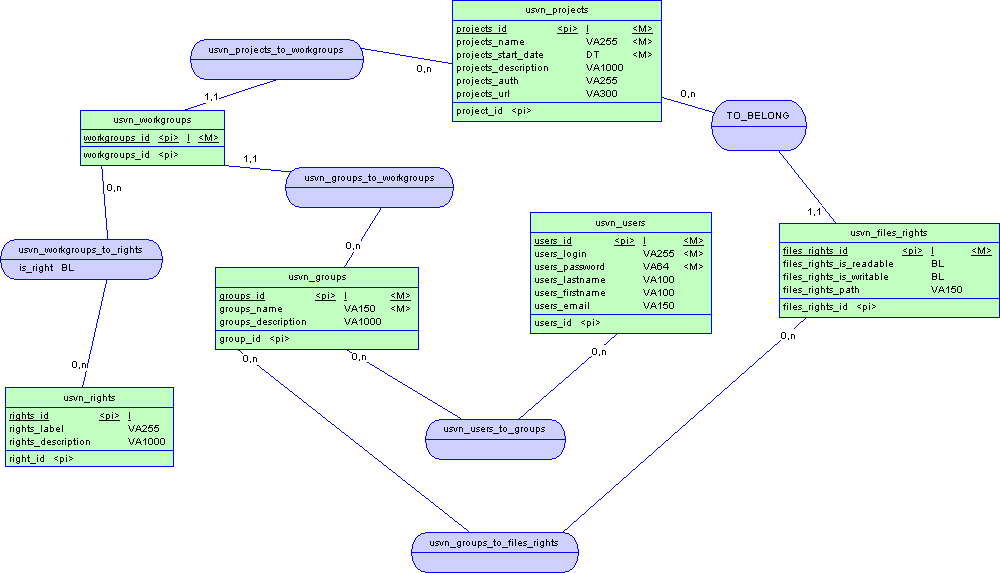 usvn_projects
projects_id <pi> I <M>
projects_name VA255 <M>
projects_start_date DT <M>
projects_description VA1000
projects_auth VA255
projects_url VA300
project_id <pi>
usvn_projects_to_workgroups
0,n
1,1
0,n
TO_BELONG
usvn_workgroups
workgroups_id <pi> I <M>
workgroups_id <pi>
1,1
usvn_groups_to_workgroups
0,n
1,1
usvn_workgroups_to_rights
is_right BL
0,n
usvn_users
users_id <pi> I <M>
users_login VA255 <M>
users_password VA64 <M>
users_lastname VA100
users_firstname VA100
users_email VA150
users_id <pi>
usvn_files_rights
files_rights_id <pi> I <M>
files_rights_is_readable BL
files_rights_is_writable BL
files_rights_path VA150
files_rights_id <pi>
usvn_groups
groups_id <pi> I <M>
groups_name VA150 <M>
groups_description VA1000
group_id <pi>
0,n
0,n
0,n
0,n
0,n
usvn_rights
rights_id <pi> I
rights_label VA255
rights_description VA1000
right_id <pi>
usvn_users_to_groups
usvn_groups_to_files_rights